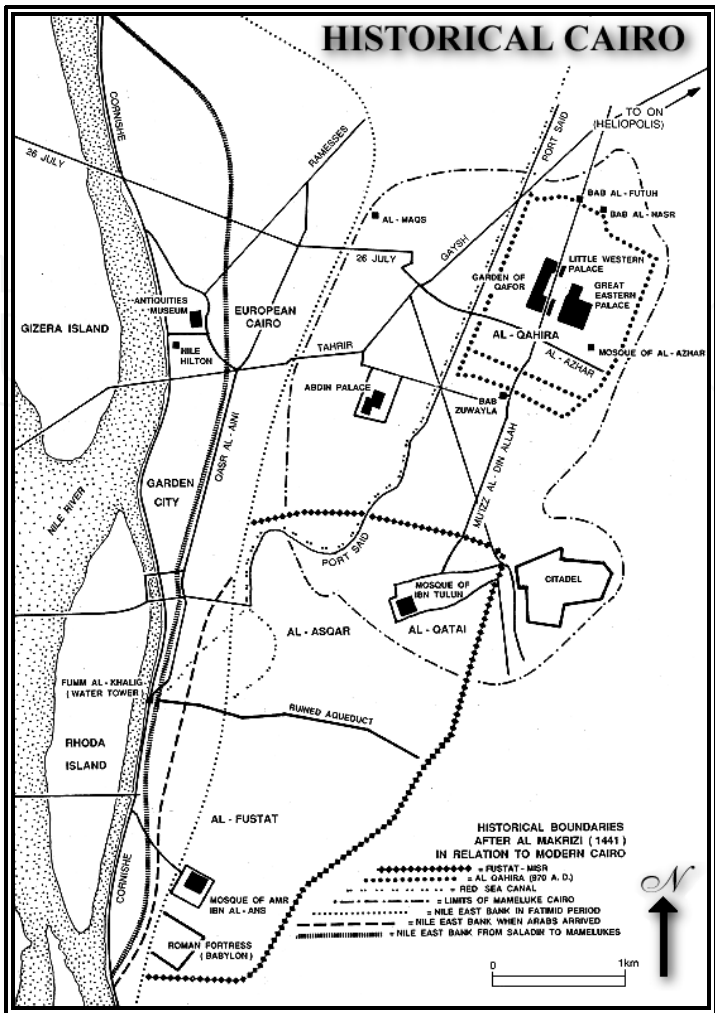 HISTORICAL CAIRO
CORNISHE
26 JULY
RAMESSES
PORT SAID
TO ON
(HELIOPOLIS)
BAB AL-FUTUH
BAB AL-NASR
AL-MAQS
GAYSH
26 JULY
LITTLE WESTERN
PALACE
GARDEN OF
QAFOR
GREAT
EASTERN
PALACE
ANTIQUITIES
MUSEUM
EUROPEAN
CAIRO
GIZERA ISLAND
AL-QAHIRA
NILE
HILTON
TAHRIR
MOSQUE OF AL-AZHAR
AL-AZHAR
ABDIN PALACE
BAB
ZUWAYLA
QASR AL-AINI
MU'IZZ AL-DIN ALLAH
GARDEN
CITY
NILE RIVER
PORT SAID
MOSQUE OF
IBN TULUN
CITADEL
AL-ASQAR
AL-QATAI
FUMM AL-KHALIG-
(WATER TOWER)
RUINED AQUEDUCT
RHODA
ISLAND
AL-FUSTAT
CORNISHE
MOSQUE OF AMR
IBN AL-ANS
ROMAN FORTRESS
(BABYLON)
HISTORICAL BOUNDARIES
AFTER AL MAKRIZI (1441)
IN RELATION TO MODERN CAIRO
= FUSTAT-MISR
= AL QAHIRA (970 A.D.)
= RED SEA CANAL
= LIMITS OF MAMELUKE CAIRO
= NILE EAST BANK IN FATIMID PERIOD
= NILE EAST BANK WHEN ARABS ARRIVED
= NILE EAST BANK FROM SALADIN TO MAMELUKES
N
0 1km